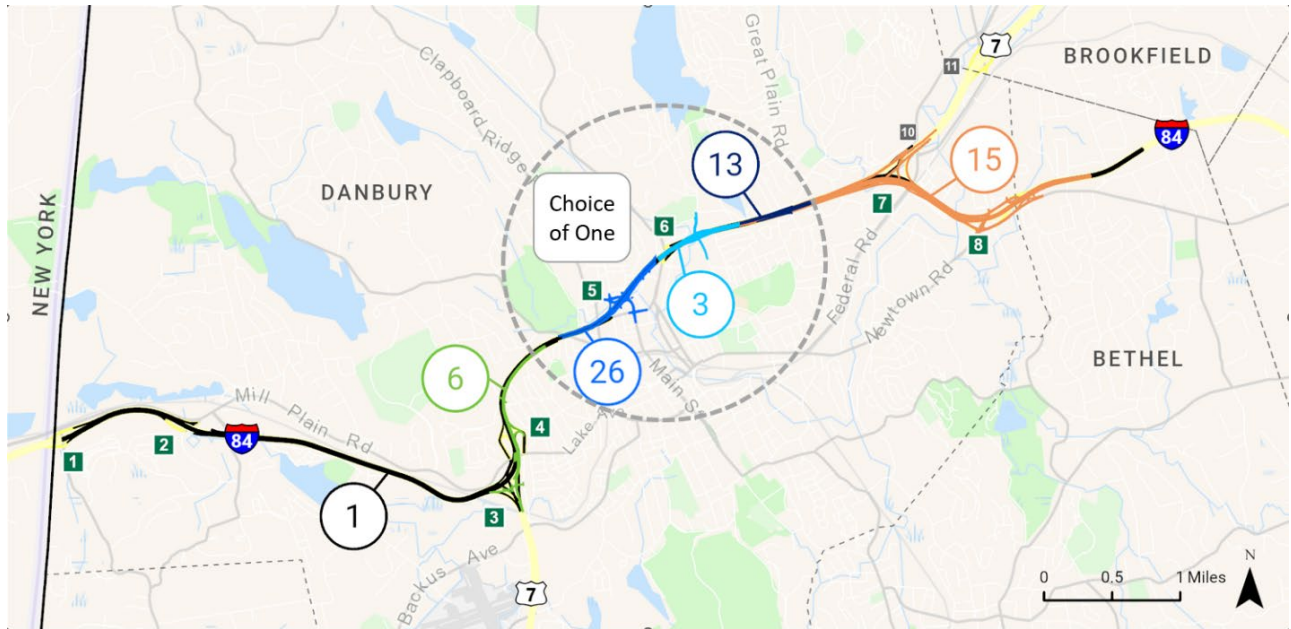 7
11
BROOKFIELD
Great Plain Rd
Clapboard Ridge
84
10
13
15
DANBURY
Choice
of One
6
7
8
NEW YORK
5
3
Federal Rd
Newtown Rd
BETHEL
26
6
Main St
Mill Plain Rd
4
Lake Ave
84
1
2
3
1
Backus Ave
7
0 0.5 1 Miles
N